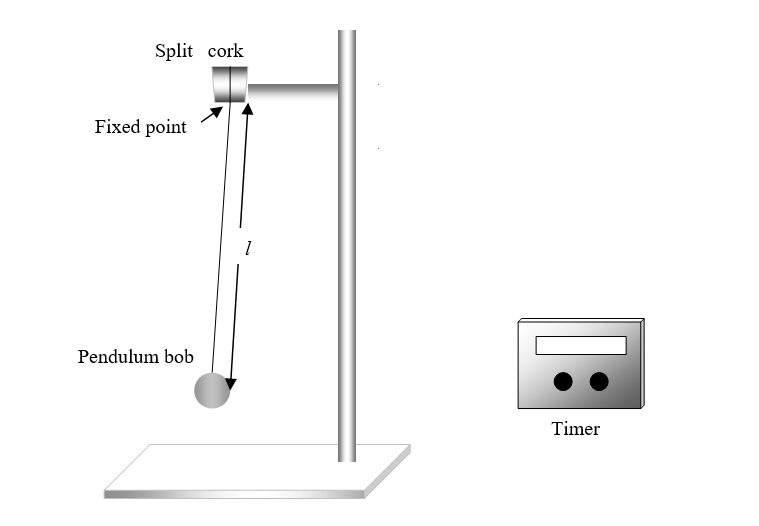 Split cork
Fixed point
l
Pendulum bob
Timer